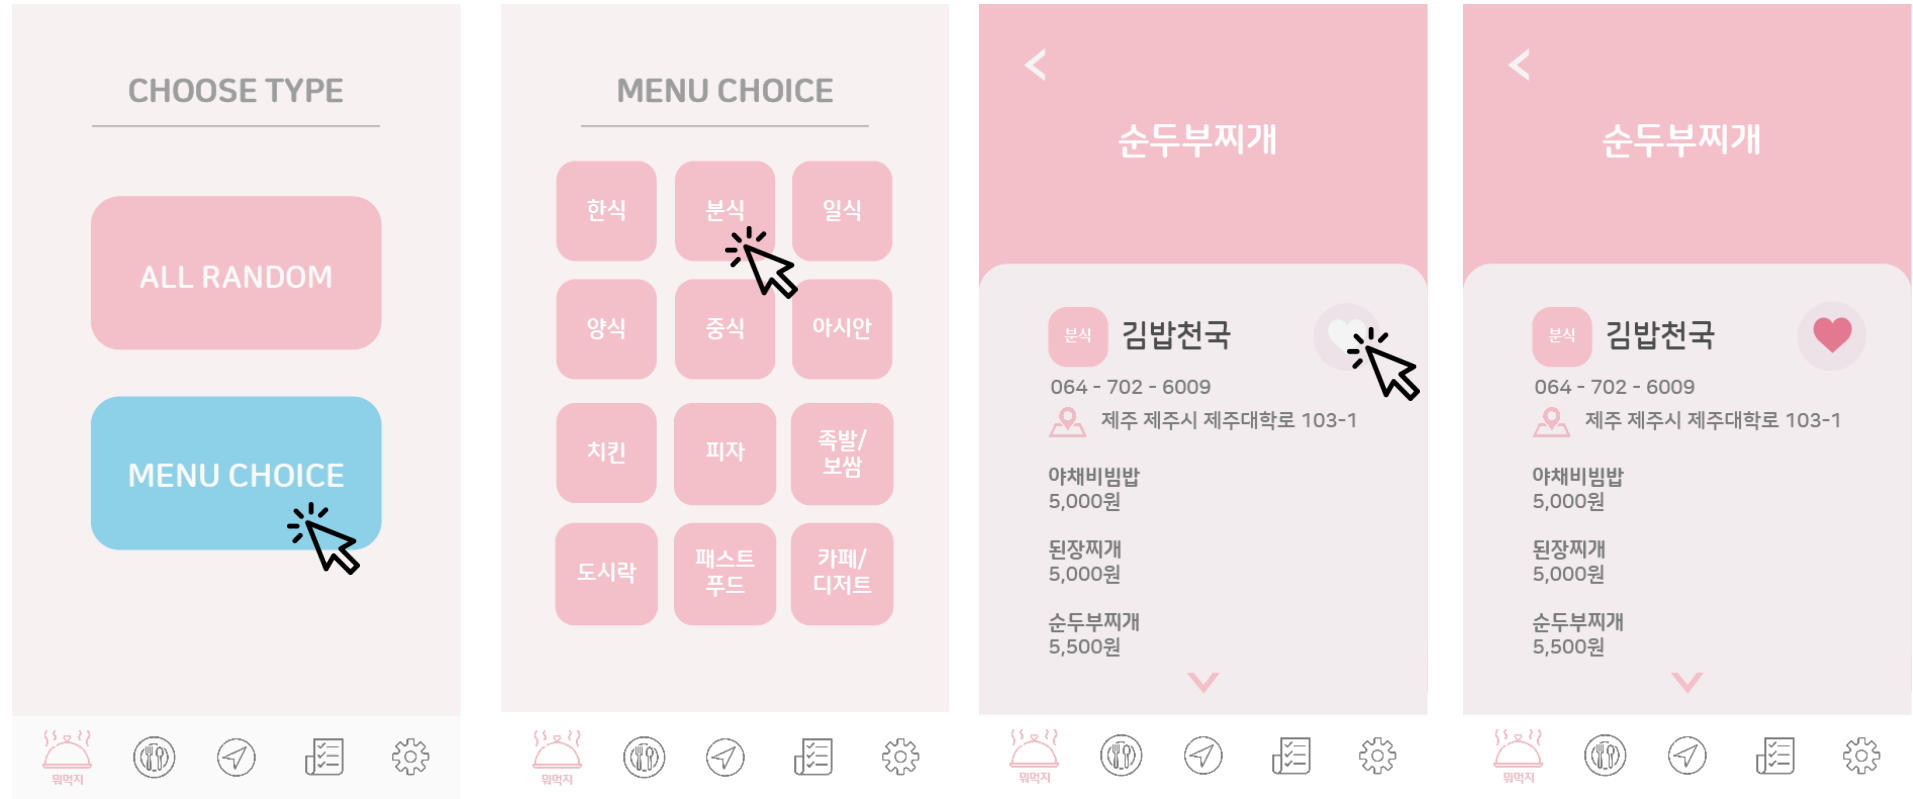 CHOOSE TYPE
ALL RANDOM
MENU CHOICE
뭐먹지
MENU CHOICE
한식
분식
일식
양식
중식
아시안
치킨
피자
족발/
보쌈
도시락
패스트
푸드
카페/
디저트
뭐먹지
순두부찌개
분식
김밥천국
064 - 702 - 6009
제주 제주시 제주대학로 103-1
야채비빔밥
5,000원
된장찌개
5,000원
순두부찌개
5,500원
뭐먹지
순두부찌개
분식
김밥천국
064 - 702 - 6009
제주 제주시 제주대학로 103-1
야채비빔밥
5,000원
된장찌개
5,000원
순두부찌개
5,500원
뭐먹지